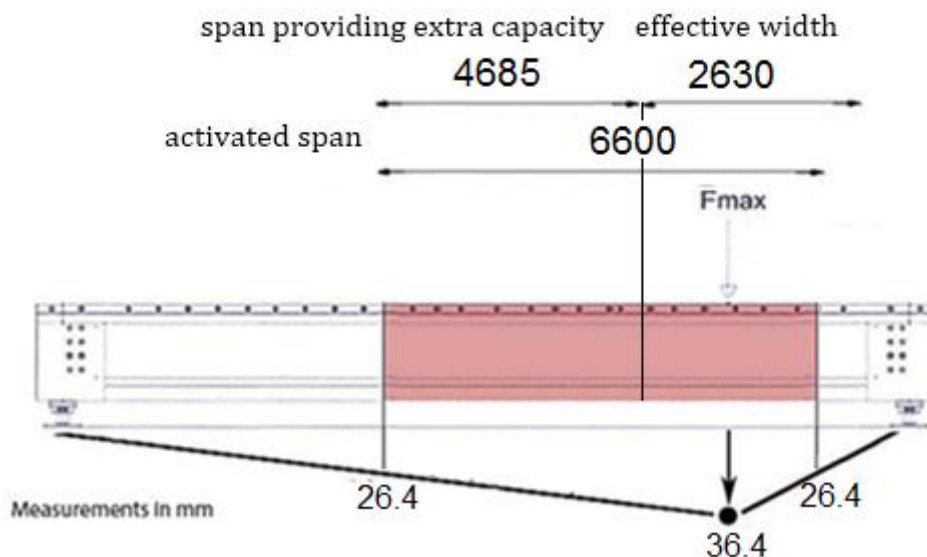 span providing extra capacity effective width
4685 2630
activated span 6600
Fmax
26.4 26.4
Measurements in mm
36.4